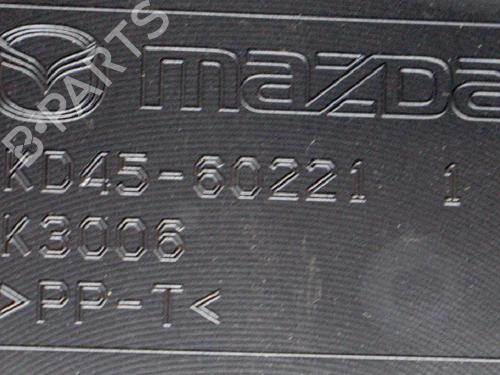 mazda
KD45-60221 1
K3006
>PP-T<
B-PARTS